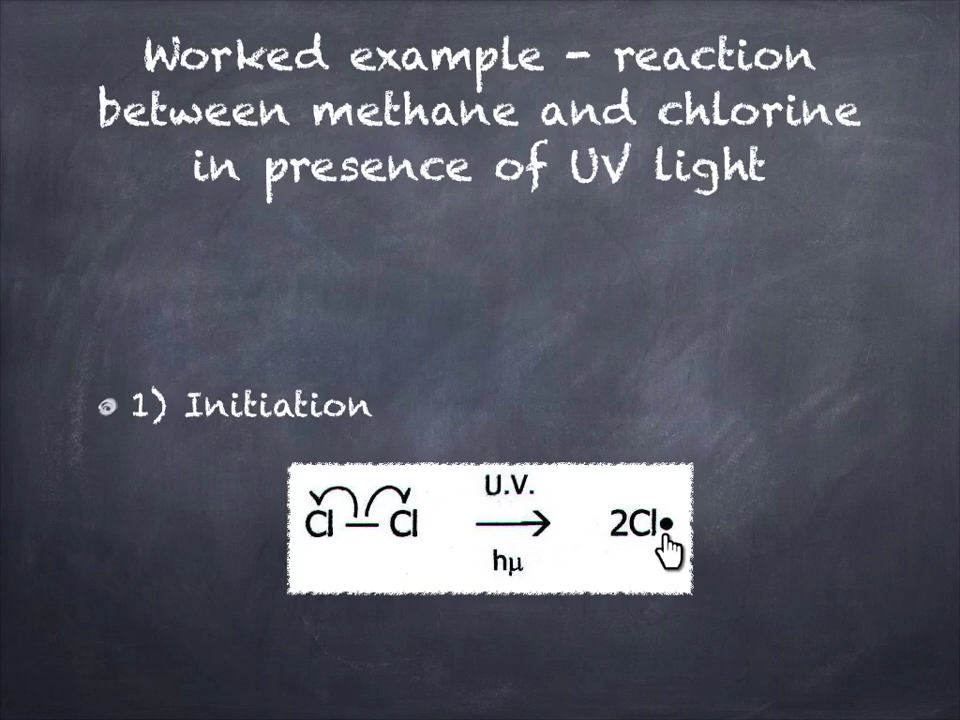 Worked example - reaction
between methane and chlorine
in presence of UV light
1) Initiation
U.V.
Cl — Cl → 2Cl•
hμ